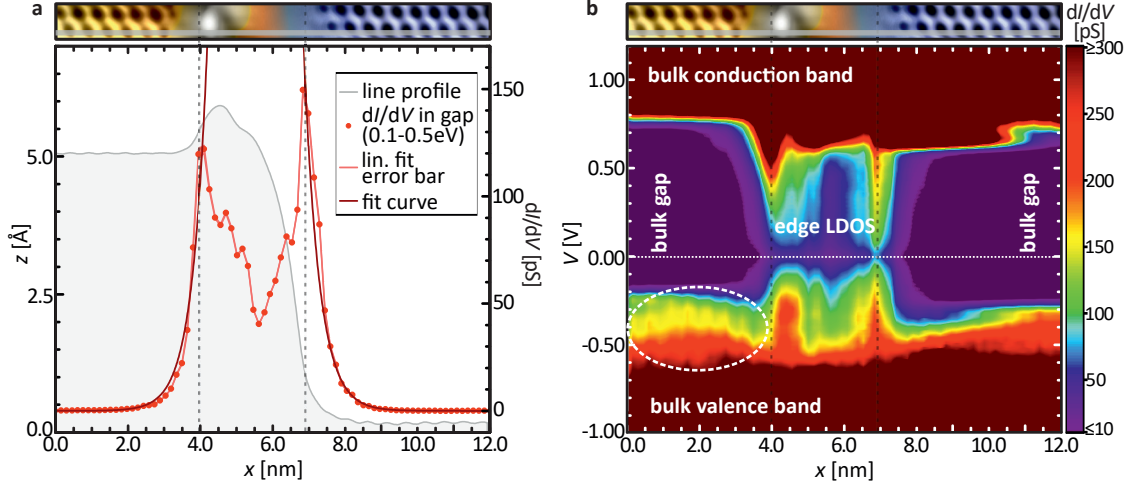 a
z [Å]
5.0
2.5
0.0
0.0
2.0
4.0
6.0
8.0
10.0
12.0
x [nm]
150
100
50
0
dI/dV [pS]
line profile
dI/dV in gap
(0.1-0.5eV)
lin. fit
error bar
fit curve
b
dI/dV
[pS]
V [V]
1.00
0.50
0.00
-0.50
-1.00
bulk conduction band
bulk gap
edge LDOS
bulk gap
bulk valence band
0.0
2.0
4.0
6.0
8.0
10.0
12.0
x [nm]
≥300
250
200
150
100
50
≤10